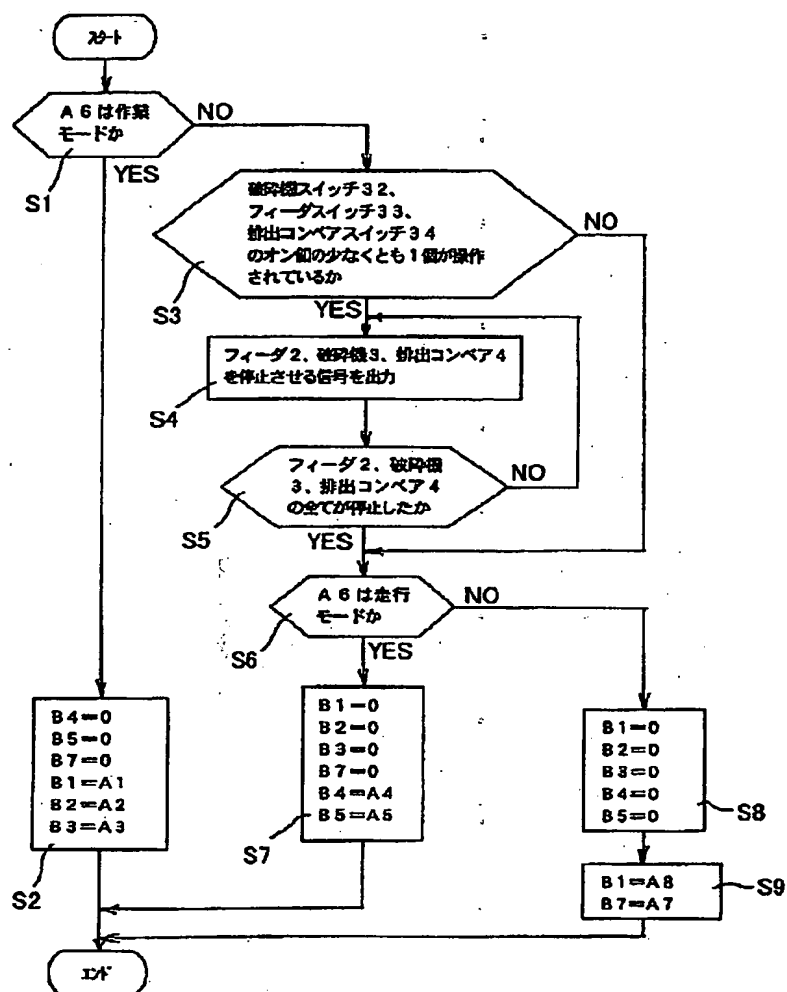 スタート
A6は作業
モードか
NO
YES
S1
破砕機スイッチ32、
フィーダスイッチ33、
排出コンベアスイッチ34
のオン釦の少なくとも1個が操作
されているか
NO
YES
S3
フィーダ2、破砕機3、排出コンベア4
を停止させる信号を出力
S4
フィーダ2、破砕機
3、排出コンベア4
の全てが停止したか
NO
YES
S5
A6は走行
モードか
NO
YES
S6
B4=0
B5=0
B7=0
B1=A1
B2=A2
B3=A3
S2
B1=0
B2=0
B3=0
B7=0
B4=A4
B5=A5
S7
B1=0
B2=0
B3=0
B4=0
B5=0
S8
B1=A8
B7=A7
S9
エンド